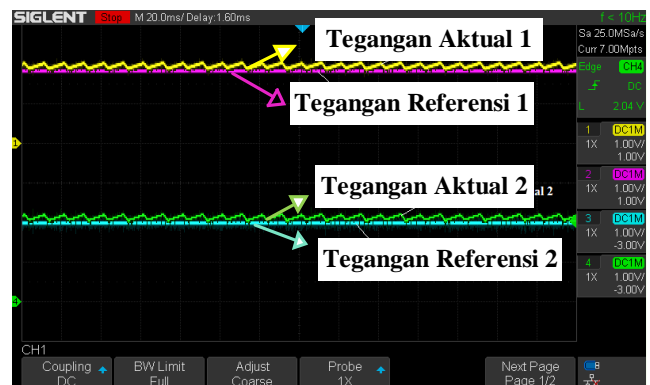 SIGLENT Stop M 20.0ms/ Delay:1.60ms f < 10Hz
Sa 25.0MSa/s
Curr 7.00Mpts
Edge CH4
DC
L 2.04 V
Tegangan Aktual 1
Tegangan Referensi 1
1 DC1M
1X 1.00V/
1.00V
2 DC1M
1X 1.00V/
1.00V
Tegangan Aktual 2
al 2
3 DC1M
1X 1.00V/
-3.00V
Tegangan Referensi 2
4 DC1M
1X 1.00V/
-3.00V
1
4
CH1
Coupling BW Limit Adjust Probe Next Page
DC Full Coarse 1X Page 1/2